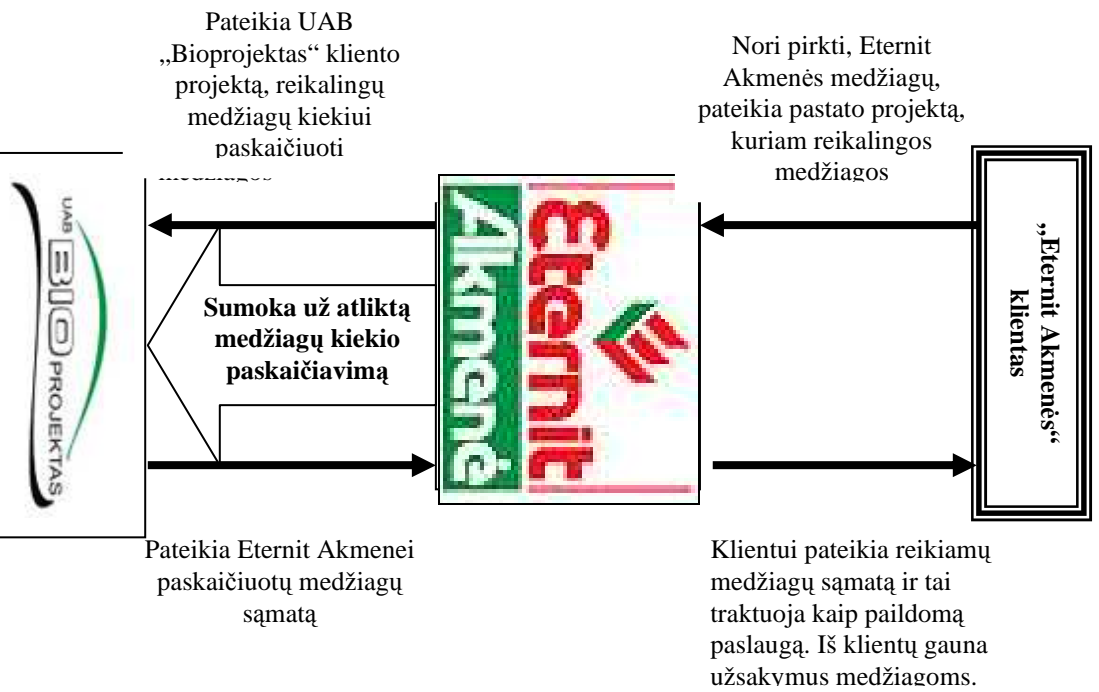 Pateikia UAB
„Bioprojektas“ kliento
projektą, reikalingų
medžiagų kiekiui
paskaičiuoti
medžiagos
Nori pirkti, Eternit
Akmenės medžiagų,
pateikia pastato projektą,
kuriam reikalingos
medžiagos
UAB
BIO PROJEKTAS
Sumoka už atliktą
medžiagų kiekio
paskaičiavimą
Eternit
Akmenė
„Eternit Akmenės“
klientas
Pateikia Eternit Akmenei
paskaičiuotų medžiagų
sąmatą
Klientui pateikia reikiamų
medžiagų sąmatą ir tai
traktuoja kaip paildomą
paslaugą. Iš klientų gauna
užsakymus medžiagoms.